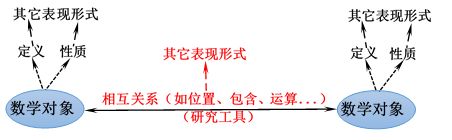 其它表现形式
其它表现形式
其它表现形式
定义 性质
定义 性质
相互关系（如位置、包含、运算...）
数学对象
数学对象
（研究工具）